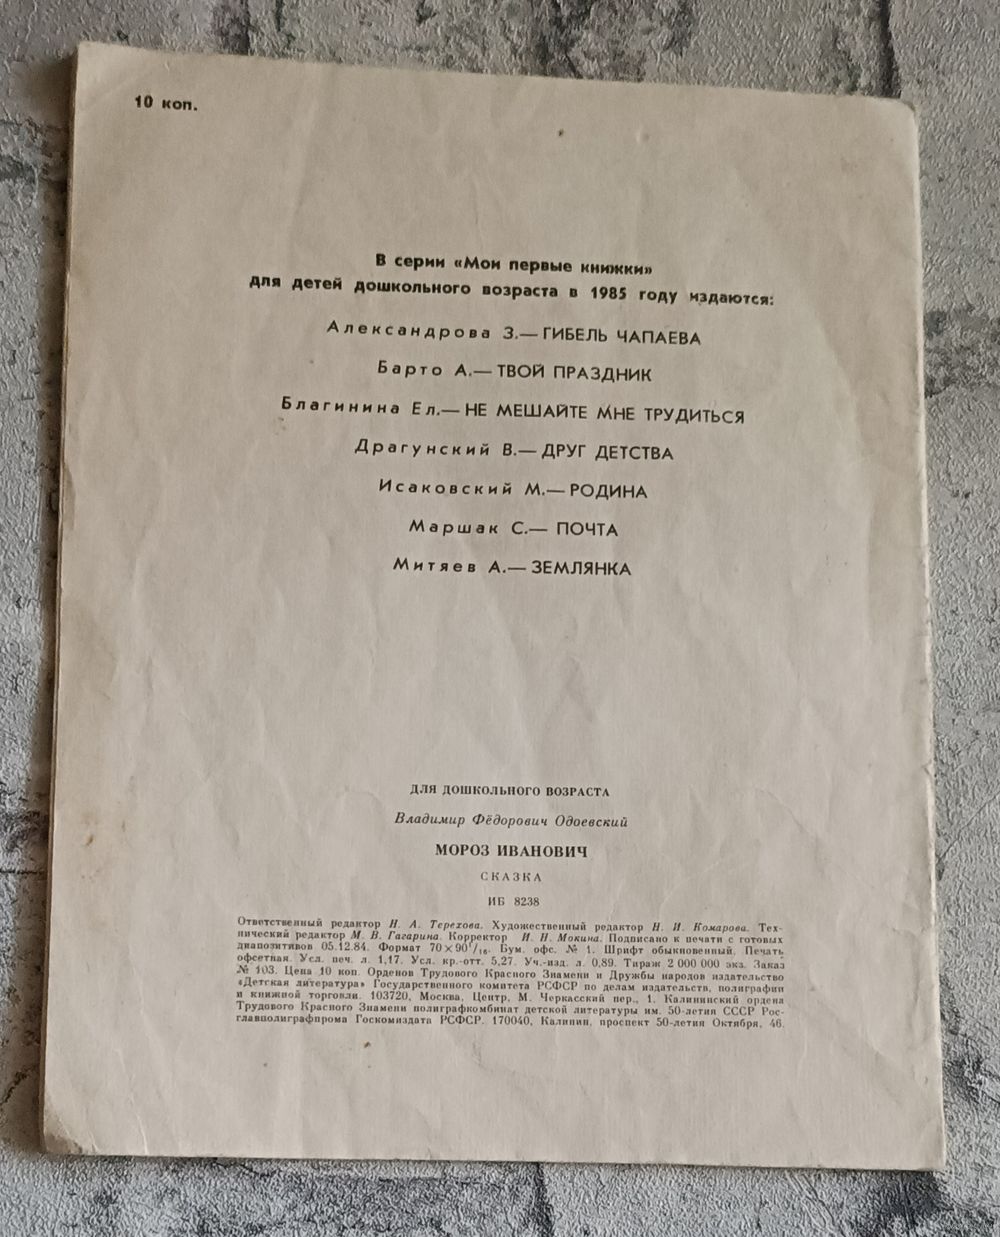 10 коп.
В серии «Мои первые книжки»
для детей дошкольного возраста в 1985 году издаются:
Александрова З.— ГИБЕЛЬ ЧАПАЕВА
Барто А.— ТВОЙ ПРАЗДНИК
Благинина Ел.— НЕ МЕШАЙТЕ МНЕ ТРУДИТЬСЯ
Драгунский В.— ДРУГ ДЕТСТВА
Исаковский М.— РОДИНА
Маршак С.— ПОЧТА
Митяев А.— ЗЕМЛЯНКА
ДЛЯ ДОШКОЛЬНОГО ВОЗРАСТА
Владимир Фёдорович Одоевский
МОРОЗ ИВАНОВИЧ
СКАЗКА
ИБ 8238
Ответственный редактор Н. А. Терехова. Художественный редактор Н. И. Комарова. Тех-
нический редактор М. В. Гагарина. Корректор И. Н. Мокина. Подписано к печати с готовых
диапозитивов 05.12.84. Формат 70×90¹/₁₆. Бум. офс. № 1. Шрифт обыкновенный. Печать
офсетная. Усл. печ. л. 1,17. Усл. кр.-отт. 5,27. Уч.-изд. л. 0,89. Тираж 2 000 000 экз. Заказ
№ 103. Цена 10 коп. Орденов Трудового Красного Знамени и Дружбы народов издательство
«Детская литература» Государственного комитета РСФСР по делам издательств, полиграфии
и книжной торговли. 103720, Москва, Центр, М. Черкасский пер., 1. Калининский ордена
Трудового Красного Знамени полиграфкомбинат детской литературы им. 50-летия СССР Рос-
главполиграфпрома Госкомиздата РСФСР. 170040, Калинин, проспект 50-летия Октября, 46.